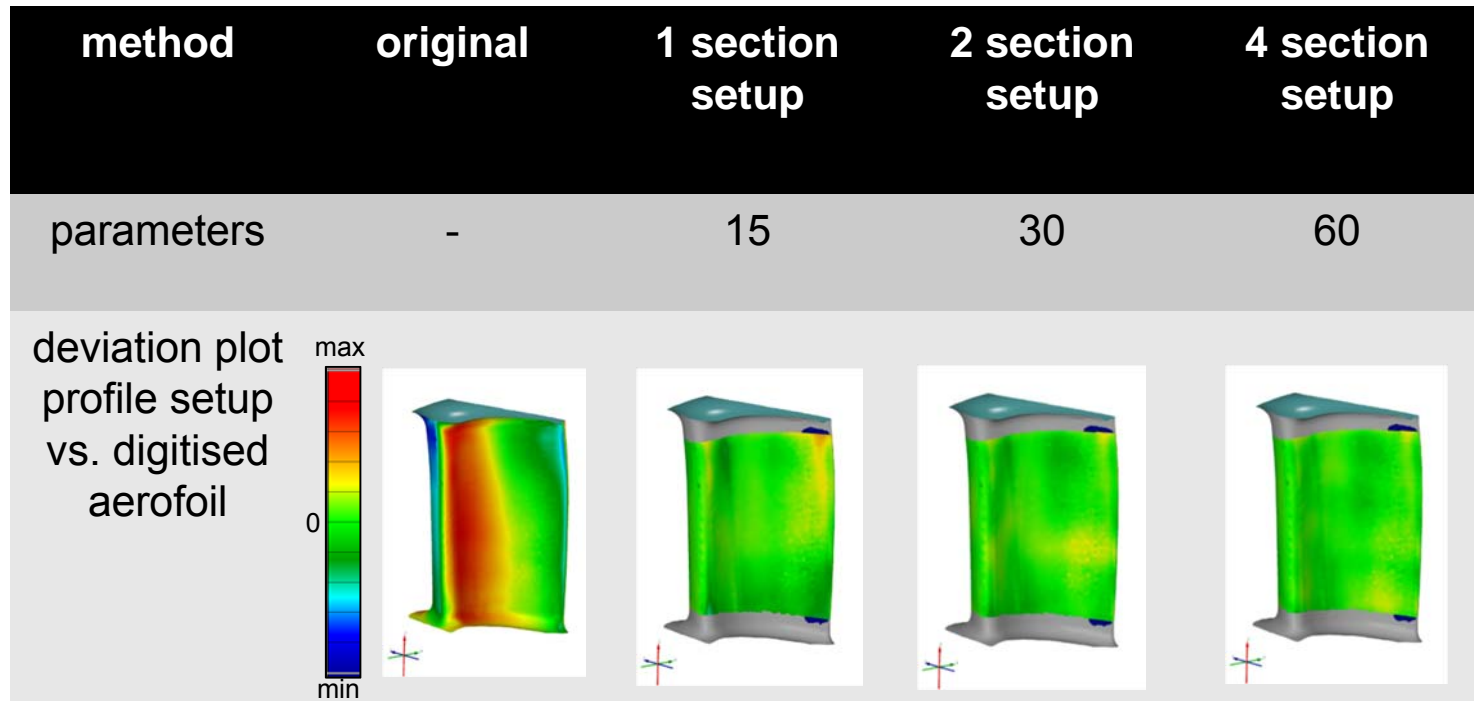 method original 1 section 2 section 4 section
setup setup setup
parameters - 15 30 60
deviation plot
profile setup
vs. digitised
aerofoil
max
0
min